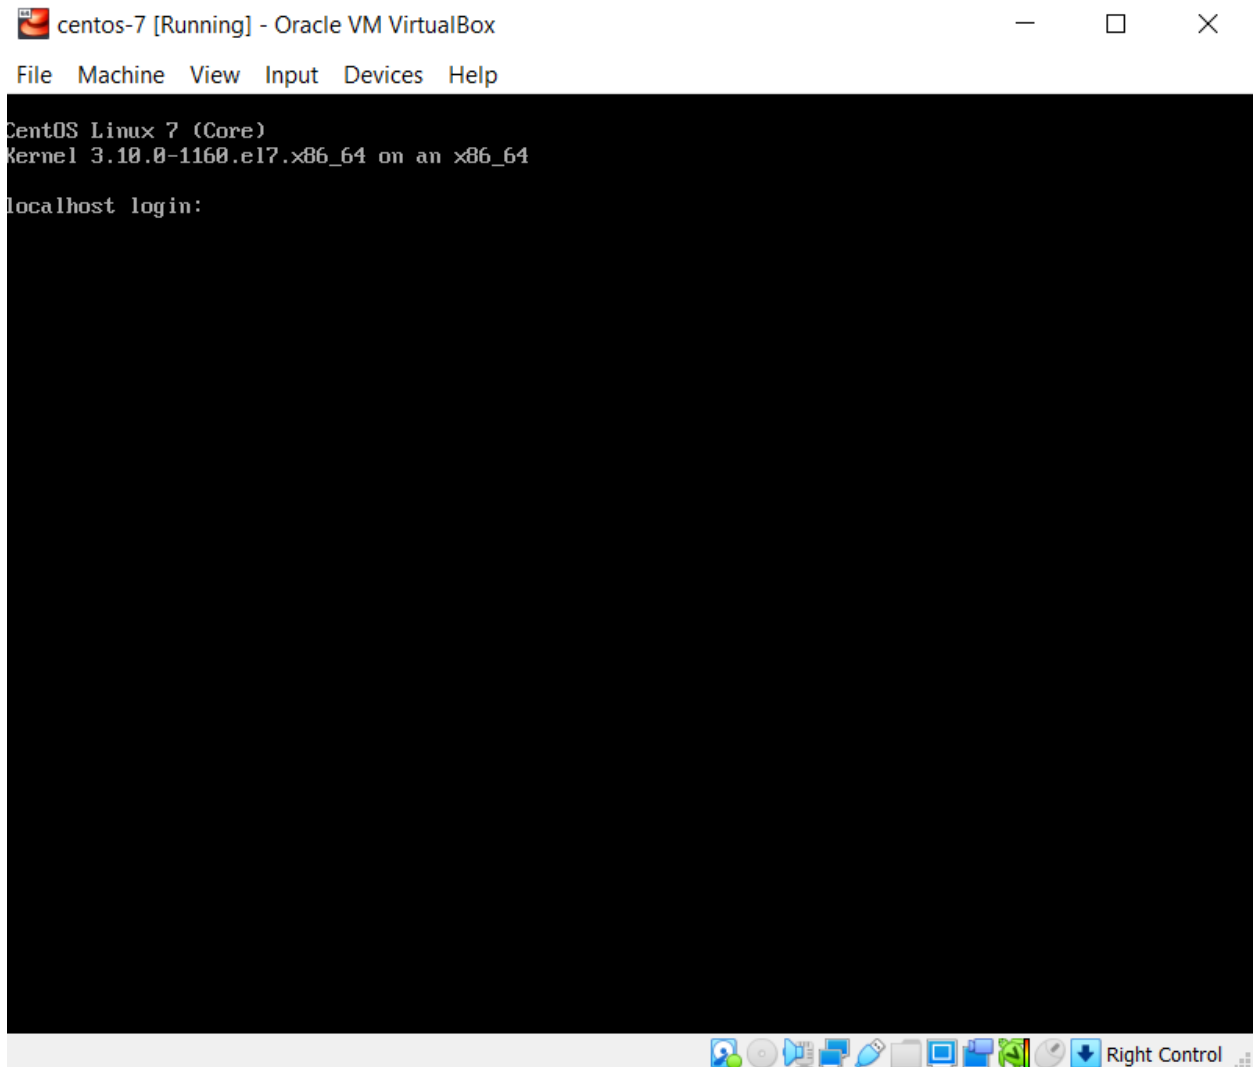 centos-7 [Running] - Oracle VM VirtualBox
File Machine View Input Devices Help
CentOS Linux 7 (Core)
Kernel 3.10.0-1160.el7.x86_64 on an x86_64
localhost login:
Right Control